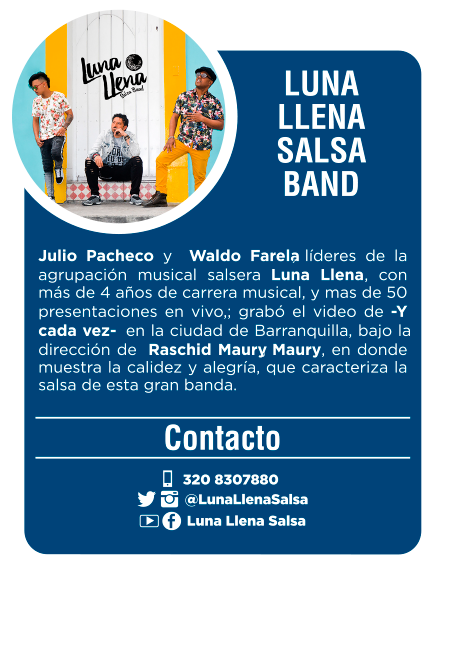 Luna
Llena
Salsa Band
LUNA
LLENA
SALSA
BAND
Julio Pacheco y Waldo Farela, líderes de la
agrupación musical salsera Luna Llena, con
más de 4 años de carrera musical, y mas de 50
presentaciones en vivo,; grabó el video de -Y
cada vez- en la ciudad de Barranquilla, bajo la
dirección de Raschid Maury Maury, en donde
muestra la calidez y alegría, que caracteriza la
salsa de esta gran banda.
Contacto
320 8307880
@LunaLlenaSalsa
Luna Llena Salsa